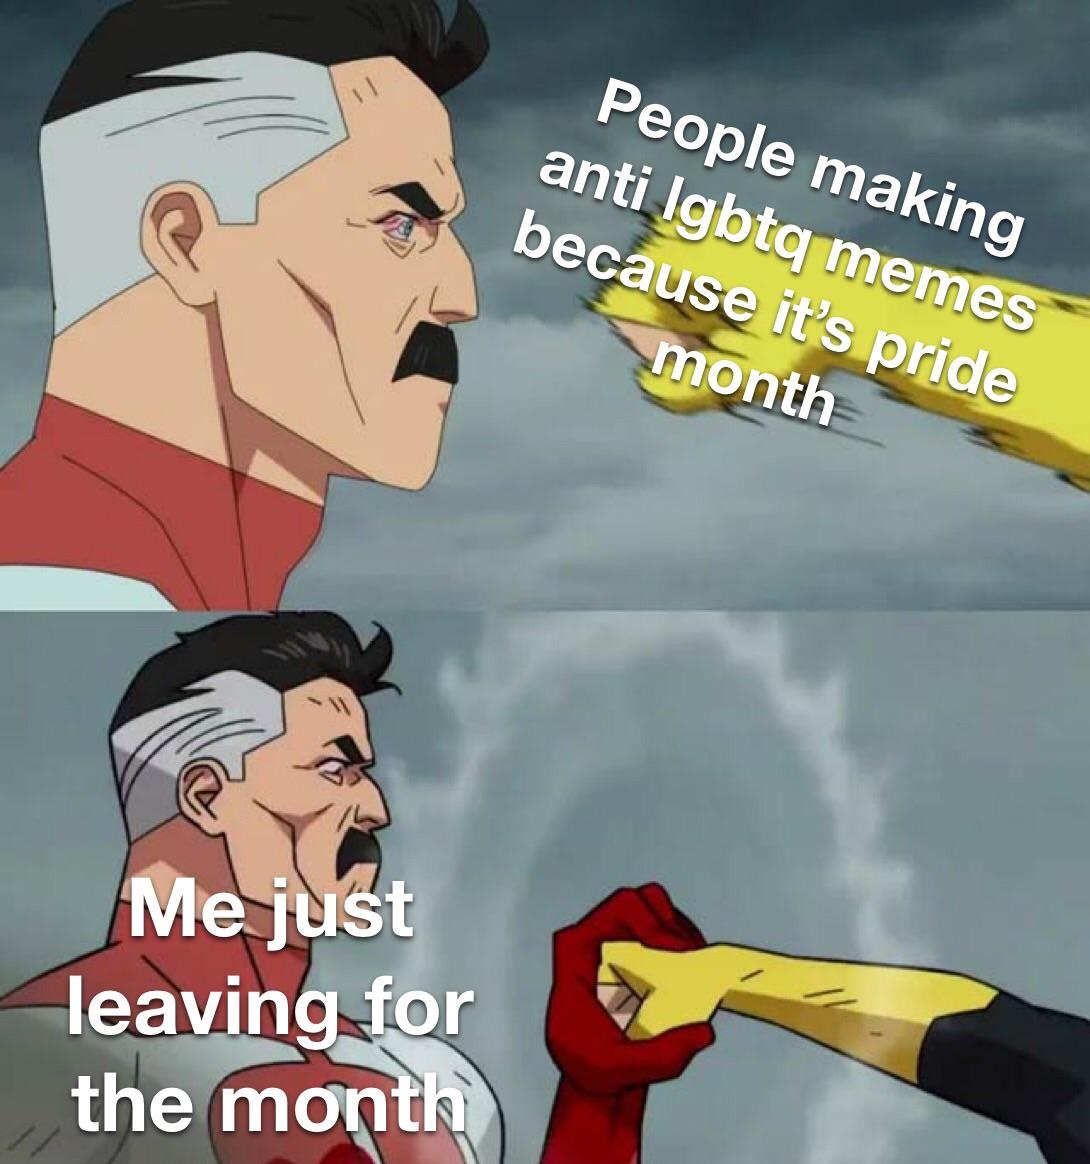 People making
anti lgbtq memes
because it’s pride
month
Me just
leaving for
the month